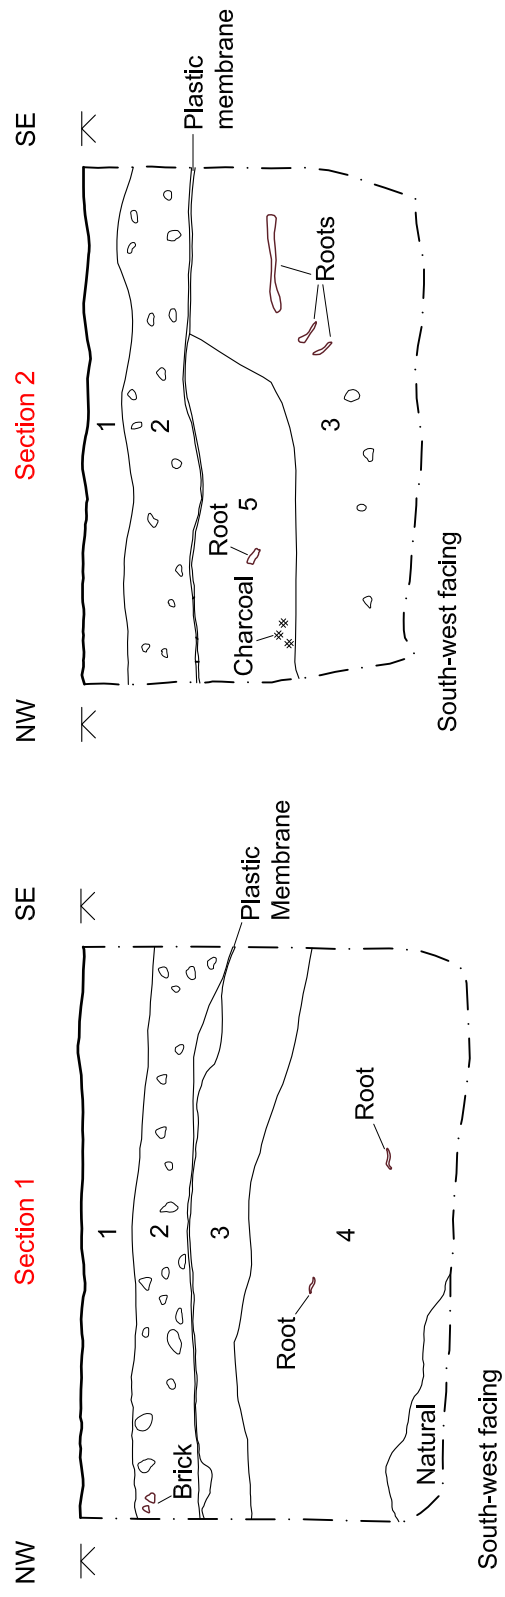 Section 1
NW
SE
1
2
3
4
Brick
Plastic
Membrane
Root
Root
Natural
South-west facing
Section 2
NW
SE
Plastic
membrane
1
2
Root
5
Charcoal
Roots
3
South-west facing